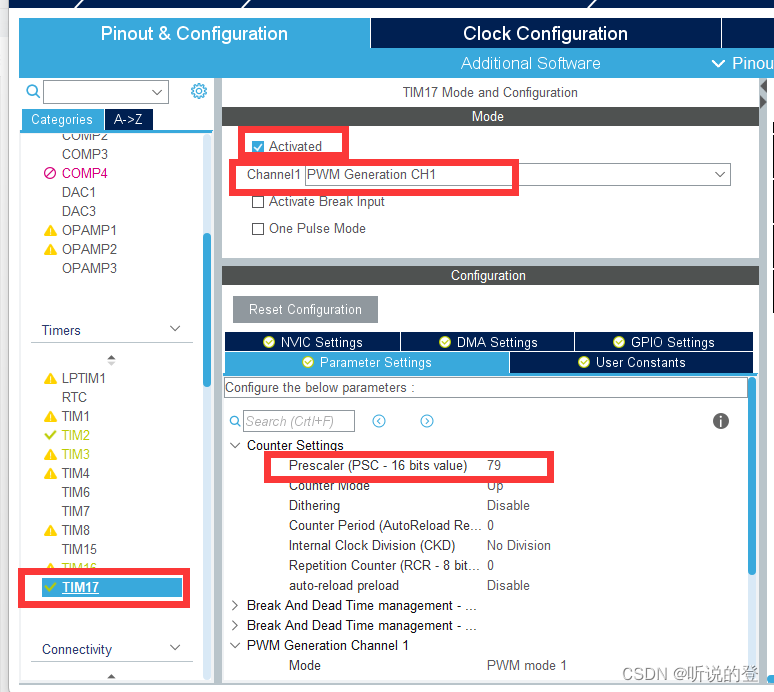 Pinout & Configuration
Clock Configuration
Additional Software
Pinou
Categories
A->Z
COMP2
COMP3
COMP4
DAC1
DAC3
OPAMP1
OPAMP2
OPAMP3
Timers
LPTIM1
RTC
TIM1
TIM2
TIM3
TIM4
TIM6
TIM7
TIM8
TIM15
TIM16
TIM17
Connectivity
TIM17 Mode and Configuration
Mode
Activated
Channel1 PWM Generation CH1
Activate Break Input
One Pulse Mode
Configuration
Reset Configuration
NVIC Settings
DMA Settings
GPIO Settings
Parameter Settings
User Constants
Configure the below parameters :
Search (CrtI+F)
Counter Settings
Prescaler (PSC - 16 bits value) 79
Counter Mode Up
Dithering Disable
Counter Period (AutoReload Re... 0
Internal Clock Division (CKD) No Division
Repetition Counter (RCR - 8 bit... 0
auto-reload preload Disable
Break And Dead Time management - ...
Break And Dead Time management - ...
PWM Generation Channel 1
Mode PWM mode 1
CSDN @听说的登